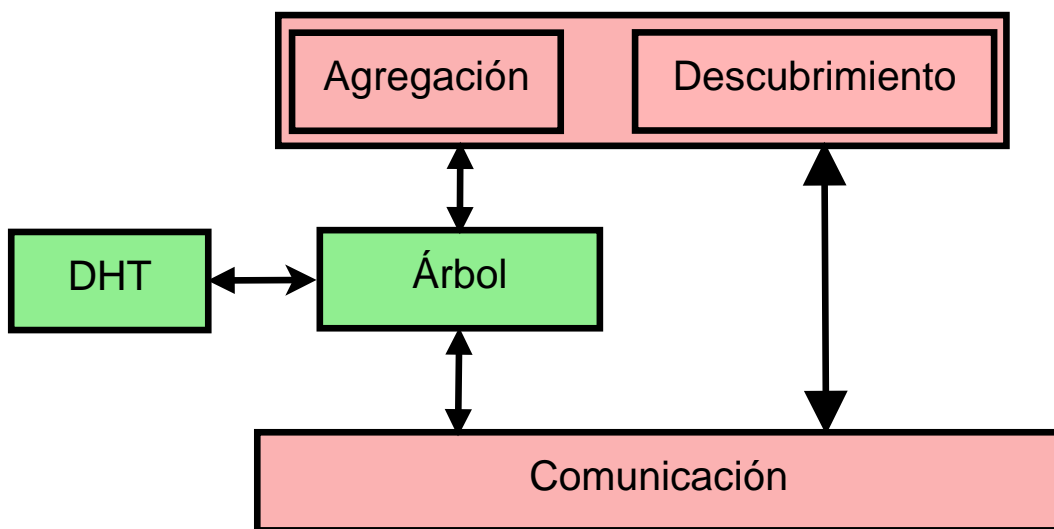 Agregación
Descubrimiento
DHT
Árbol
Comunicación